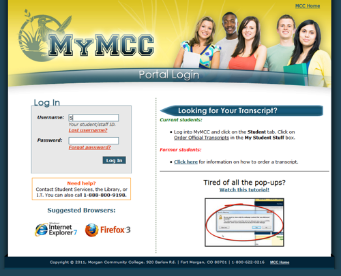 MCC Home
MYMCC
Portal Login
Log In
Username:
Your student/staff ID.
Lost username?
Password:
Forgot password?
Log In
Need help?
Contact Student Services, the Library, or
I.T. You can also call 1-800-800-9198.
Suggested Browsers:
Internet
Explorer 7
Firefox 3
Looking for Your Transcript?
Current students:
• Log into MyMCC and click on the Student tab. Click on
Order Official Transcripts in the My Student Stuff box.
Former students:
• Click here for information on how to order a transcript.
Tired of all the pop-ups?
Watch this tutorial!
Copyright © 2010, Morgan Community College, 920 Barlow Rd. | Fort Morgan, CO 80701 | 1-800-622-0216
MCC Home